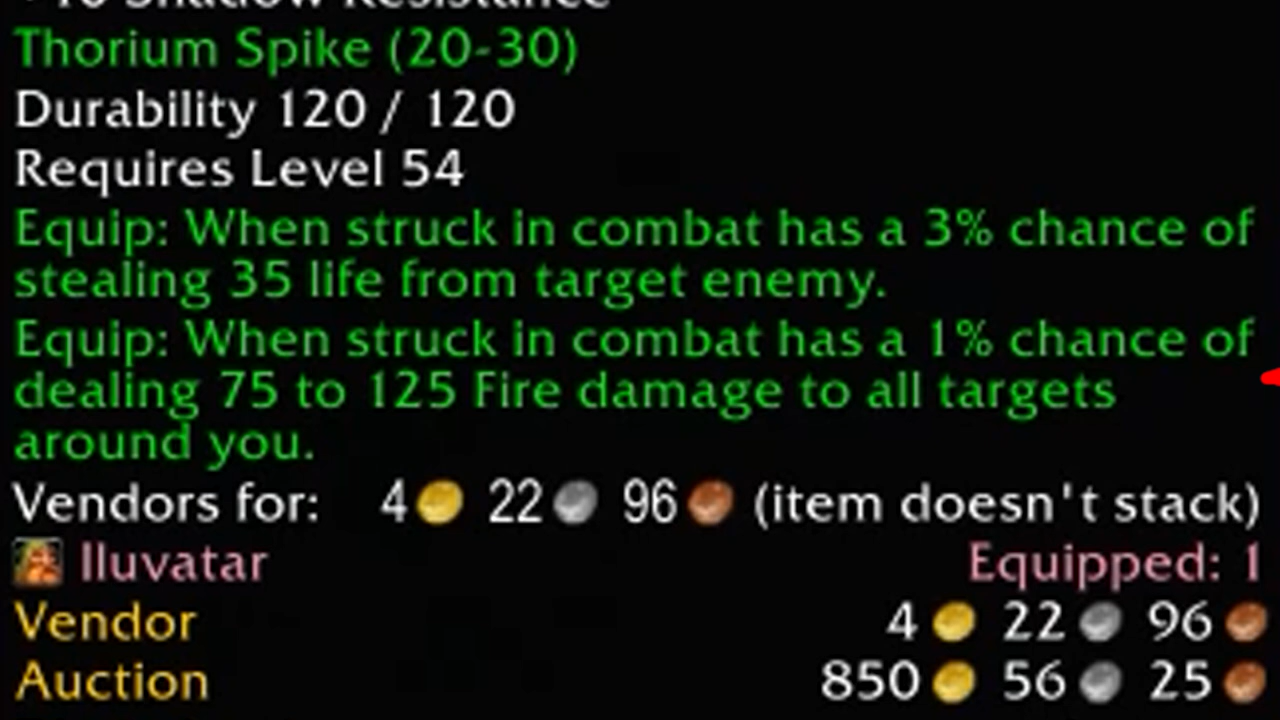 +10 Shadow Resistance
Thorium Spike (20-30)
Durability 120 / 120
Requires Level 54
Equip: When struck in combat has a 3% chance of
stealing 35 life from target enemy.
Equip: When struck in combat has a 1% chance of
dealing 75 to 125 Fire damage to all targets
around you.
Vendors for: 4 22 96 (item doesn't stack)
Iluvatar Equipped: 1
Vendor 4 22 96
Auction 850 56 25